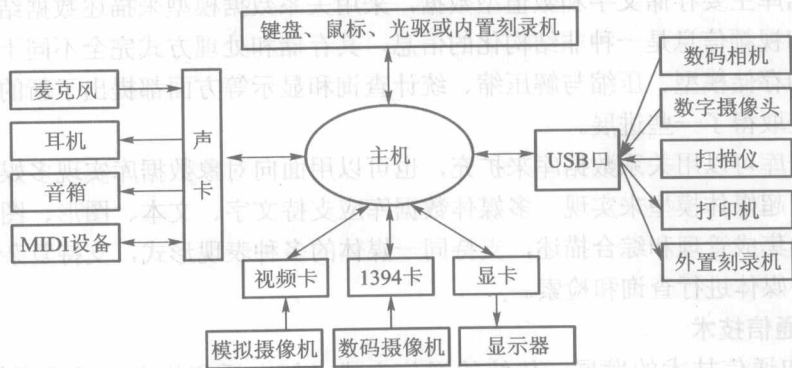 键盘、鼠标、光驱或内置刻录机
麦克风
耳机
音箱
MIDI设备
声卡
主机
USB口
数码相机
数字摄像头
扫描仪
打印机
外置刻录机
视频卡
1394卡
显卡
模拟摄像机
数码摄像机
显示器